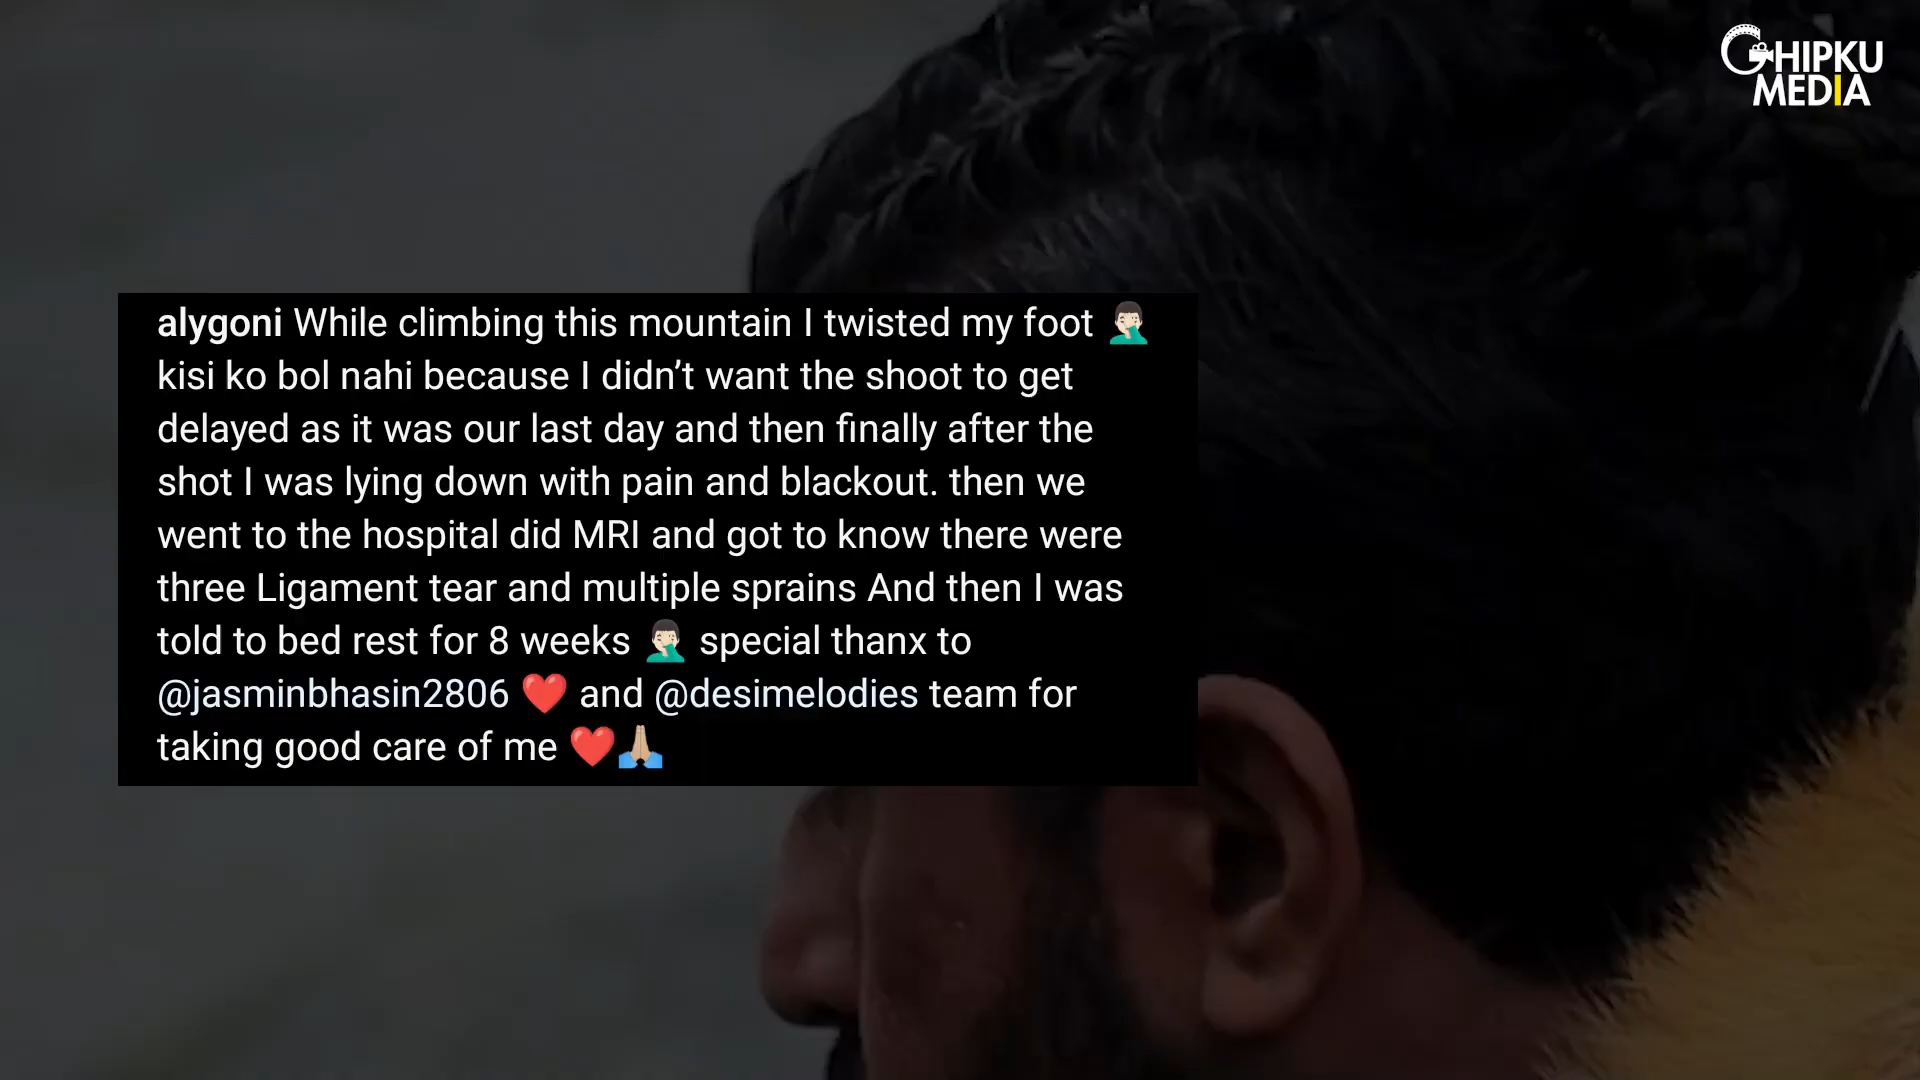 CHIPKU
MEDIA
alygoni While climbing this mountain I twisted my foot 🤦🏻‍♂️
kisi ko bol nahi because I didn’t want the shoot to get
delayed as it was our last day and then finally after the
shot I was lying down with pain and blackout. then we
went to the hospital did MRI and got to know there were
three Ligament tear and multiple sprains And then I was
told to bed rest for 8 weeks 🤦🏻‍♂️ special thanx to
@jasminbhasin2806 ❤️ and @desimelodies team for
taking good care of me ❤️🙏🏼